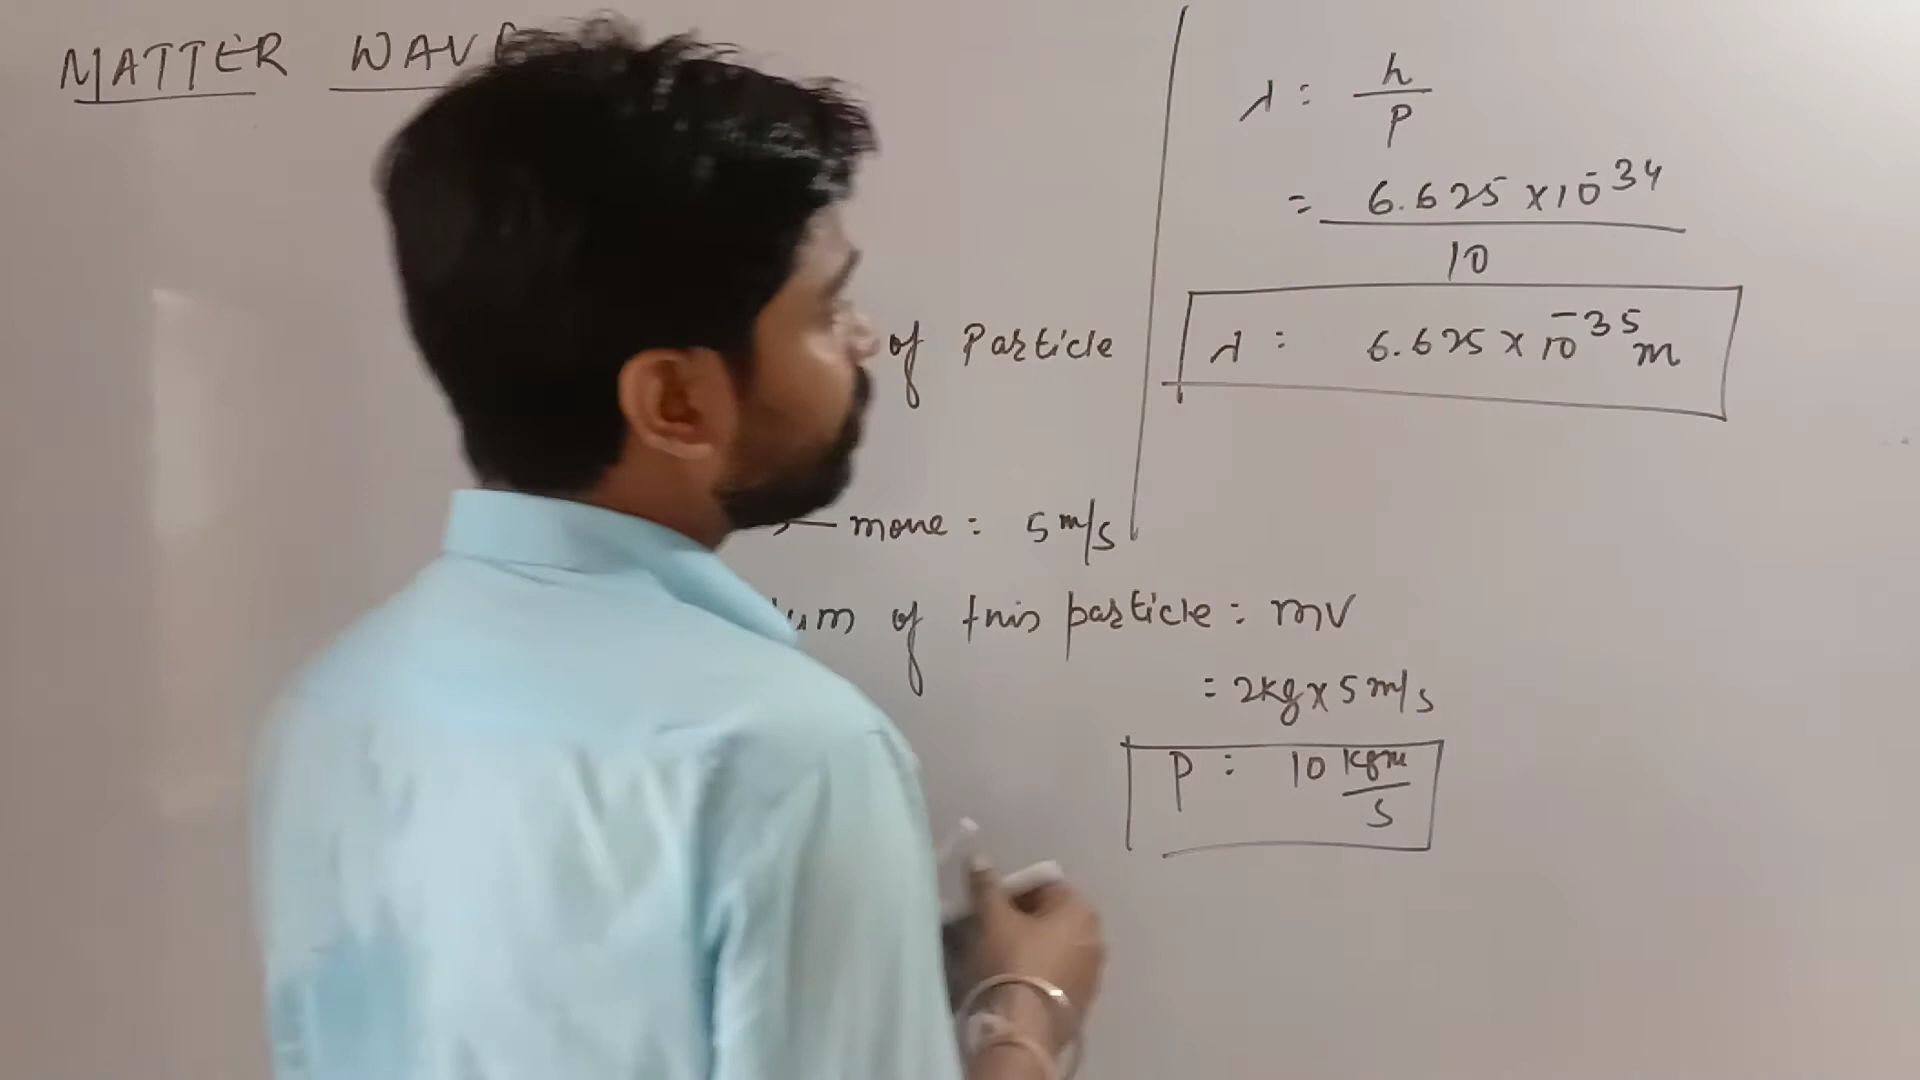 MATTER WAVE
of Particle
move = 5 m/s
um of this particle = mv
= 2kg x 5 m/s
P = 10 kgm/s
λ = h/P
= 6.625 x 10^-34 / 10
λ = 6.625 x 10^-35 m